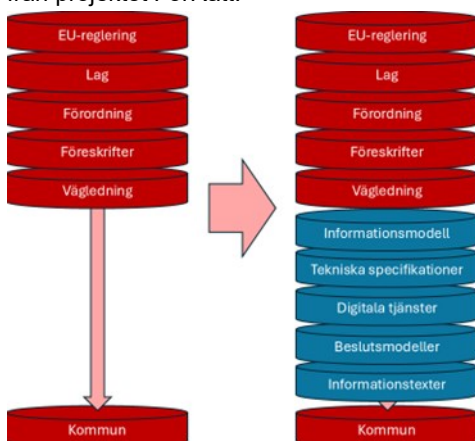 EU-reglering
Lag
Förordning
Föreskrifter
Vägledning
Kommun
EU-reglering
Lag
Förordning
Föreskrifter
Vägledning
Informationsmodell
Tekniska specifikationer
Digitala tjänster
Beslutsmodeller
Informationstexter
Kommun